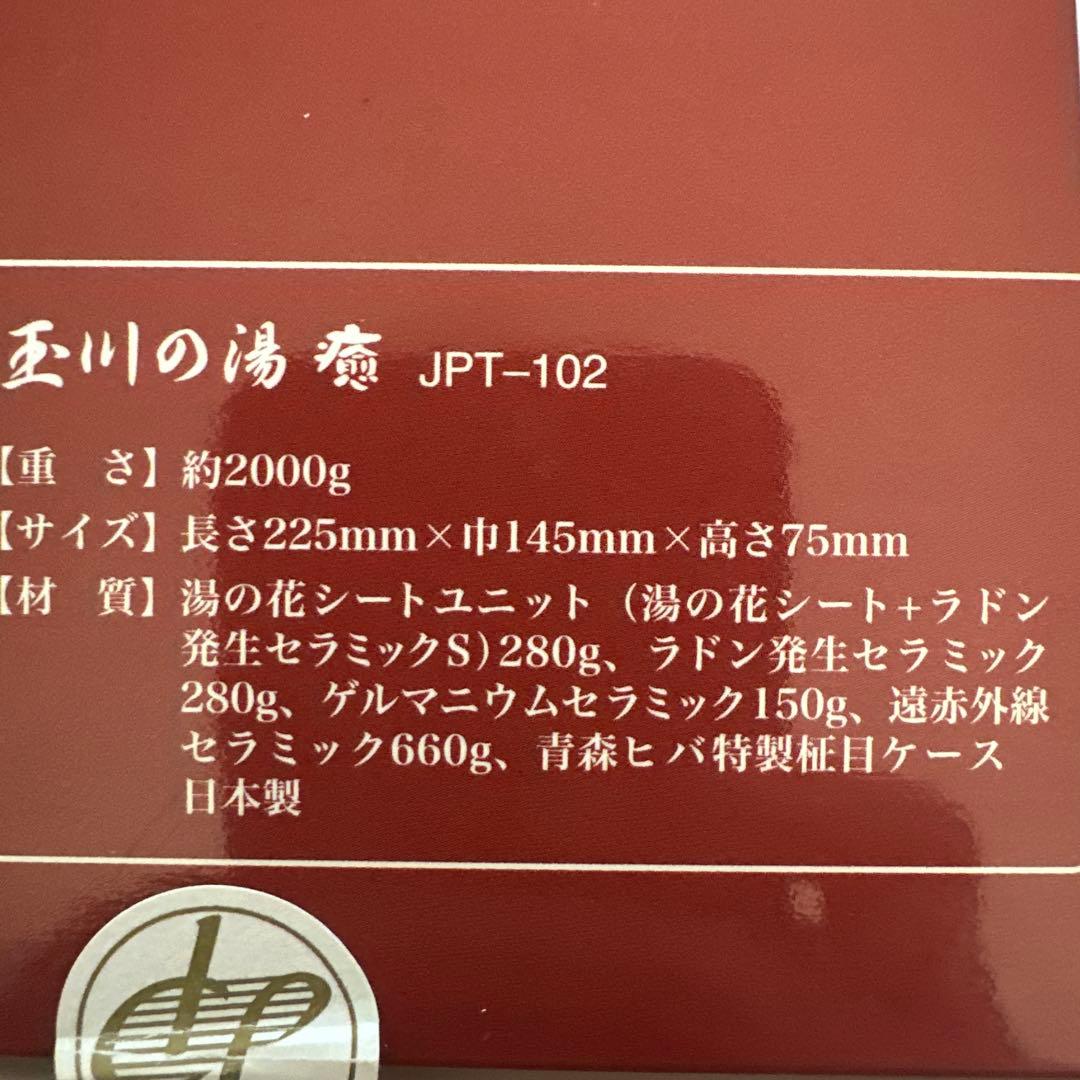 玉川の湯 癒 JPT-102
【重 さ】約2000g
【サイズ】長さ225mm×巾145mm×高さ75mm
【材 質】湯の花シートユニット（湯の花シート+ラドン
発生セラミックS）280g、ラドン発生セラミック
280g、ゲルマニウムセラミック150g、遠赤外線
セラミック660g、青森ヒバ特製柾目ケース
日本製